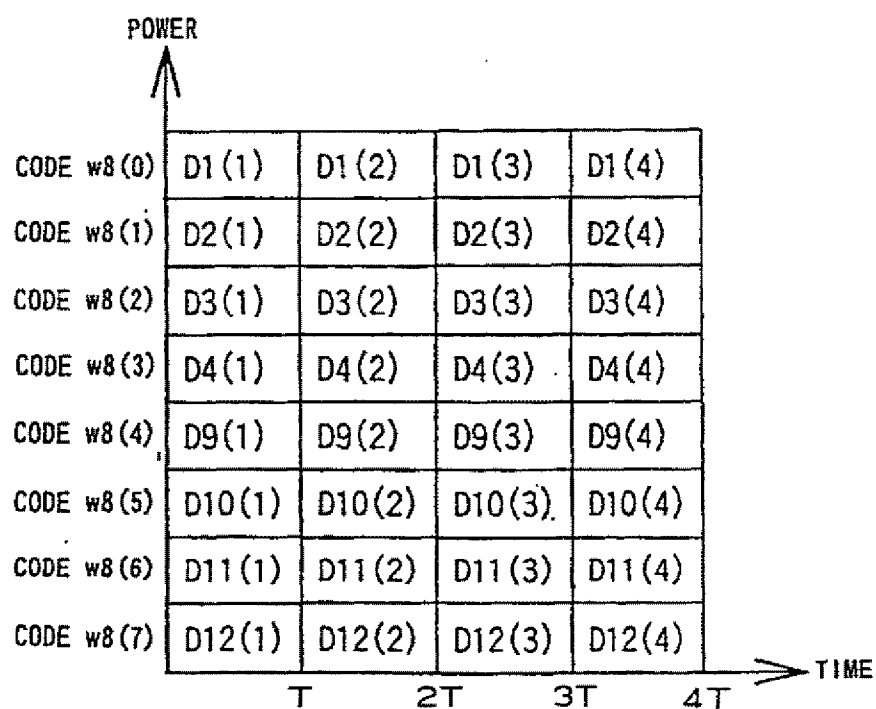 POWER
CODE w8(0) D1(1) D1(2) D1(3) D1(4)
CODE w8(1) D2(1) D2(2) D2(3) D2(4)
CODE w8(2) D3(1) D3(2) D3(3) D3(4)
CODE w8(3) D4(1) D4(2) D4(3) D4(4)
CODE w8(4) D9(1) D9(2) D9(3) D9(4)
CODE w8(5) D10(1) D10(2) D10(3) D10(4)
CODE w8(6) D11(1) D11(2) D11(3) D11(4)
CODE w8(7) D12(1) D12(2) D12(3) D12(4)
TIME
T 2T 3T 4T